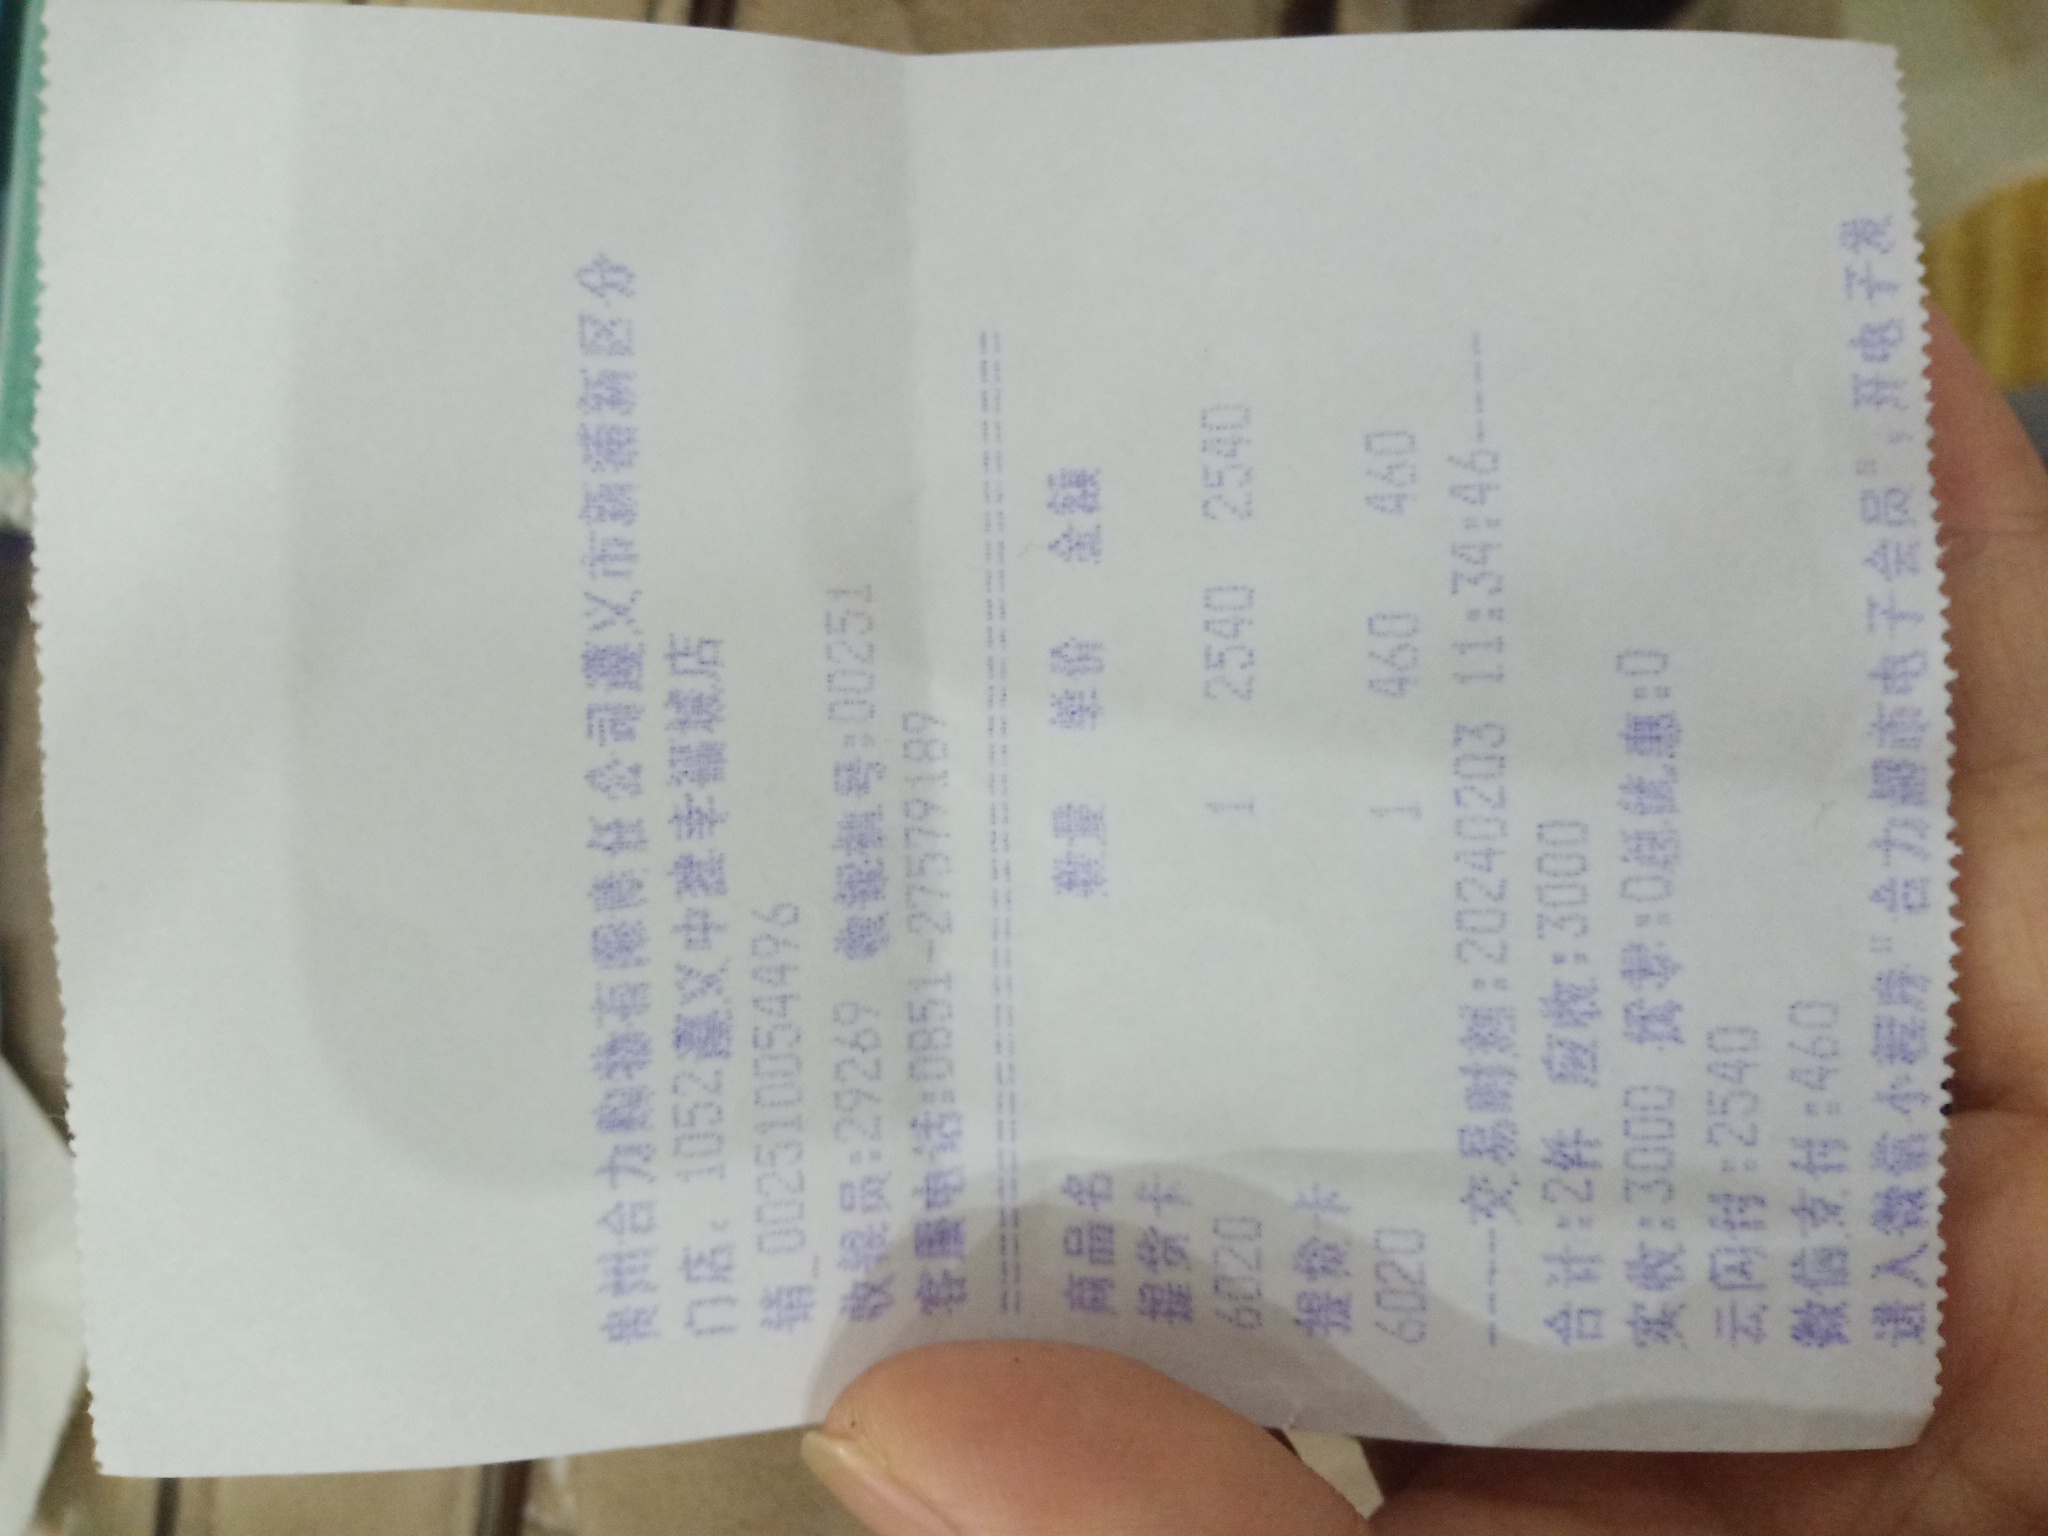 贵州合力购物有限责任公司遵义市新蒲新区分
门店: 1052遵义中建幸福城店
销_002510054496
收银员:29269 收银机号:00251
客服电话:0851-27579189
========================================
商品名 数量 单价 金额
提货卡
6020 1 2540 2540
提货卡
6020 1 460 460
-----交易时刻:20240203 11:34:46-----
合计:2件 应收:3000
实收:3000 找零:0总优惠:0
云网付:2540
微信支付:460
进入微信小程序"合力超市电子会员",开电子发